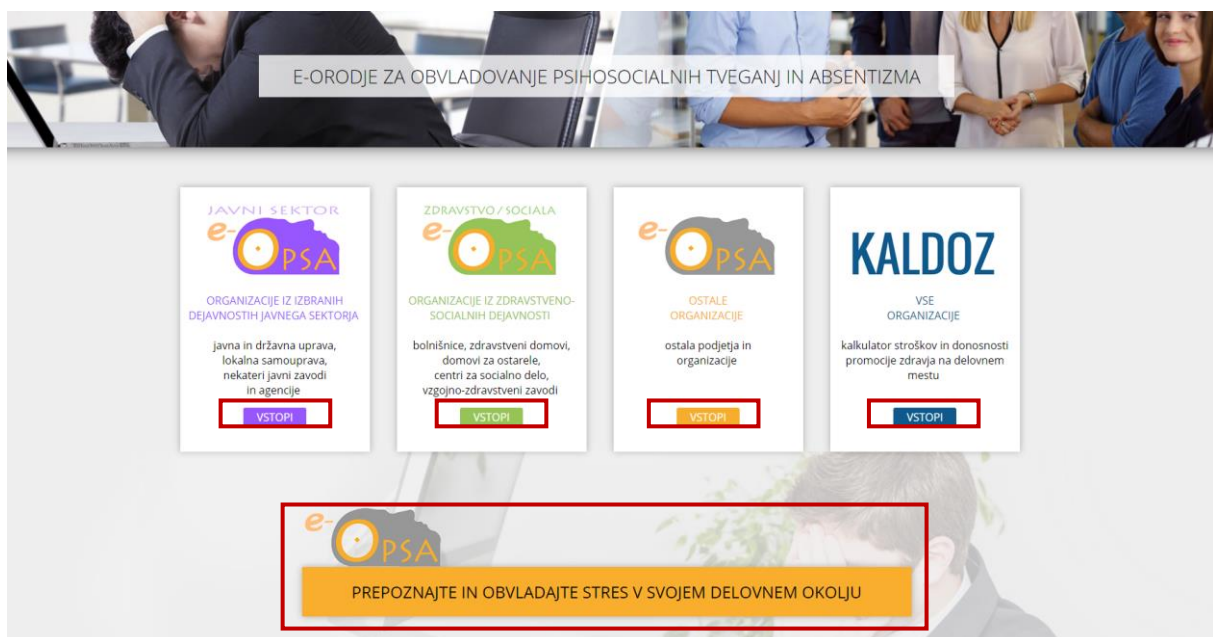 E-ORODJE ZA OBVLADOVANJE PSIHOSOCIALNIH TVEGANJ IN ABSENTIZMA
JAVNI SEKTOR
e-OPSA
ORGANIZACIJE IZ IZBRANIH
DEJAVNOSTIH JAVNEGA SEKTORJA
javna in državna uprava,
lokalna samouprava,
nekateri javni zavodi
in agencije
VSTOPI
ZDRAVSTVO/SOCIALA
e-OPSA
ORGANIZACIJE IZ ZDRAVSTVENO-
SOCIALNIH DEJAVNOSTI
bolnišnice, zdravstveni domovi,
domovi za ostarele,
centri za socialno delo,
vzgojno-zdravstveni zavodi
VSTOPI
e-OPSA
OSTALE
ORGANIZACIJE
ostala podjetja in
organizacije
VSTOPI
KALDOZ
VSE
ORGANIZACIJE
kalkulator stroškov in donosnosti
promocije zdravja na delovnem
mestu
VSTOPI
e-OPSA
PREPOZNAJTE IN OBVLADAJTE STRES V SVOJEM DELOVNEM OKOLJU